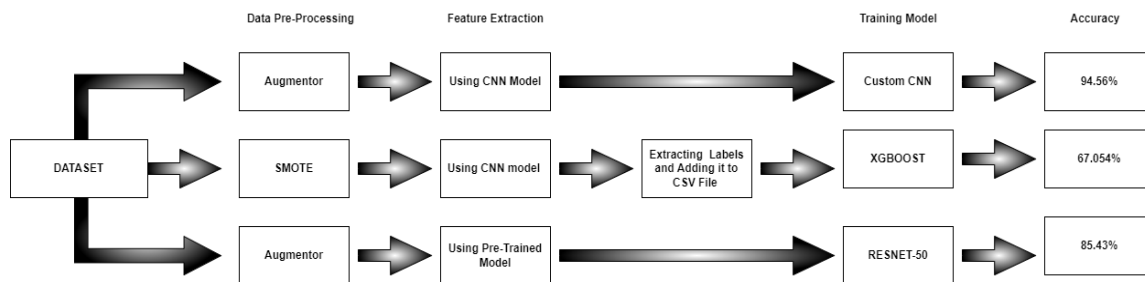 Data Pre-Processing
Feature Extraction
Training Model
Accuracy
Augmentor
Using CNN Model
Custom CNN
94.56%
DATASET
SMOTE
Using CNN model
Extracting Labels
and Adding it to
CSV File
XGBOOST
67.054%
Augmentor
Using Pre-Trained
Model
RESNET-50
85.43%